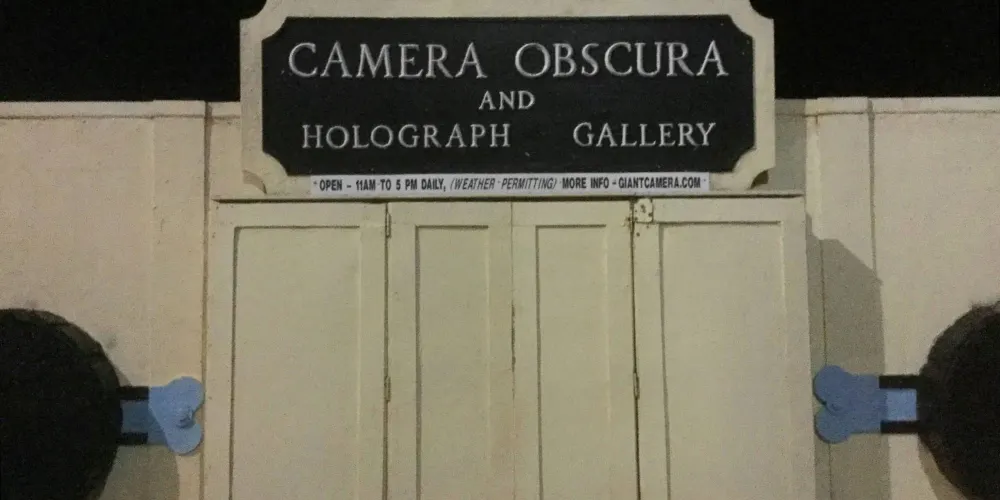 CAMERA OBSCURA
AND
HOLOGRAPH GALLERY
• OPEN - 11AM TO 5 PM DAILY, (WEATHER PERMITTING) MORE INFO - GIANTCAMERA.COM •